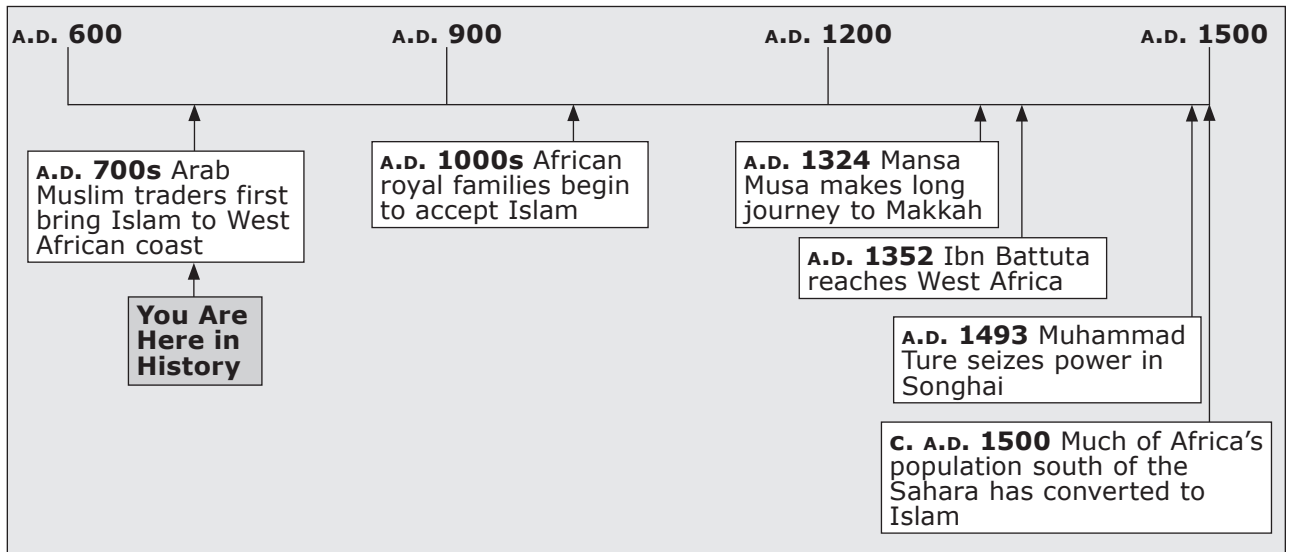 A.D. 600
A.D. 900
A.D. 1200
A.D. 1500
A.D. 700s Arab
Muslim traders first
bring Islam to West
African coast
You Are
Here in
History
A.D. 1000s African
royal families begin
to accept Islam
A.D. 1324 Mansa
Musa makes long
journey to Makkah
A.D. 1352 Ibn Battuta
reaches West Africa
A.D. 1493 Muhammad
Ture seizes power in
Songhai
C. A.D. 1500 Much of Africa's
population south of the
Sahara has converted to
Islam